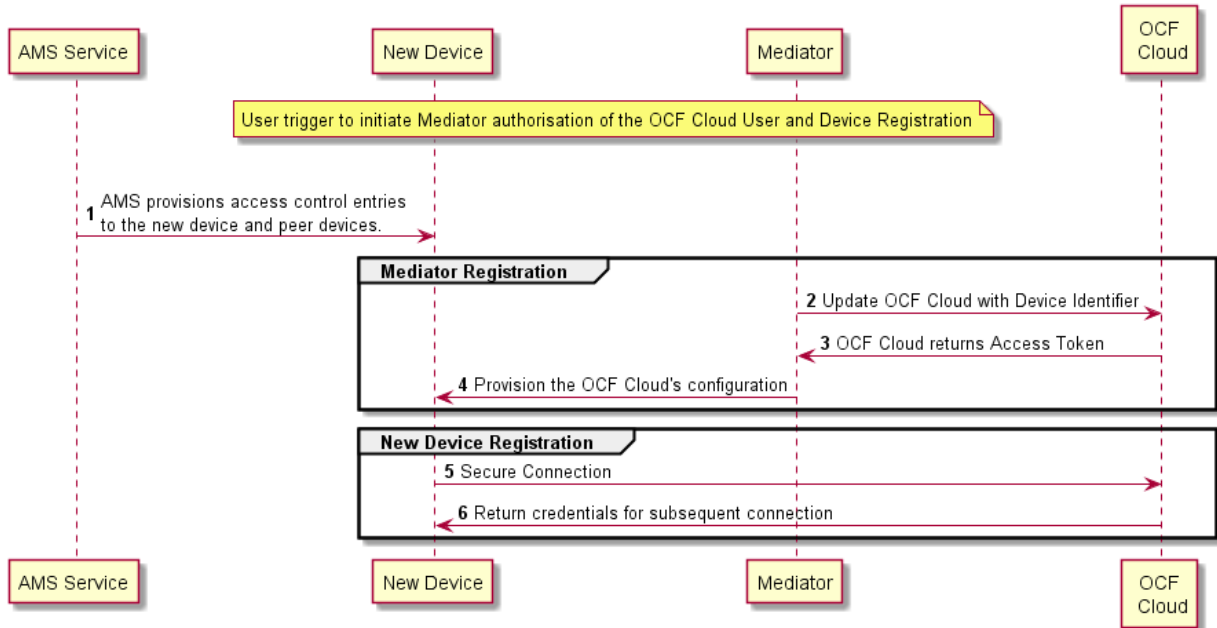 AMS Service
New Device
Mediator
OCF
Cloud
User trigger to initiate Mediator authorisation of the OCF Cloud User and Device Registration
1 AMS provisions access control entries
to the new device and peer devices.
Mediator Registration
2 Update OCF Cloud with Device Identifier
3 OCF Cloud returns Access Token
4 Provision the OCF Cloud's configuration
New Device Registration
5 Secure Connection
6 Return credentials for subsequent connection
AMS Service
New Device
Mediator
OCF
Cloud